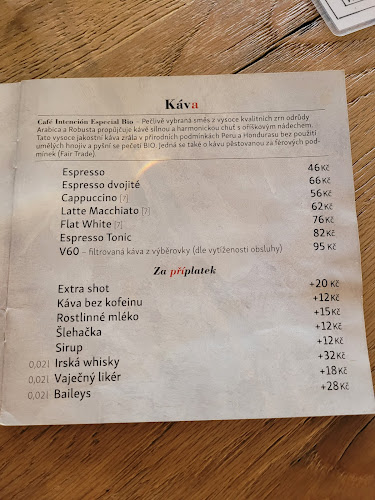 Káva
Café Intención Especial Bio – Pečlivě vybraná směs z vysoce kvalitních zrn odrůdy
Arabica a Robusta propůjčuje kávě silnou a harmonickou chuť s oříškovým nádechem.
Tato vysoce jakostní káva zrála v přírodních podmínkách Peru a Hondurasu bez použití
umělých hnojiv a pyšní se pečetí BIO. Jedná se také o kávu pěstovanou za férových pod-
mínek (Fair Trade).
Espresso 46 Kč
Espresso dvojité 66 Kč
Cappuccino [7] 56 Kč
Latte Macchiato [7] 62 Kč
Flat White [7] 76 Kč
Espresso Tonic 82 Kč
V60 – filtrovaná káva z výběrovky (dle vytíženosti obsluhy) 95 Kč
Za příplatek
Extra shot +20 Kč
Káva bez kofeinu +12 Kč
Rostlinné mléko +15 Kč
Šlehačka +12 Kč
Sirup +12 Kč
0,02l Irská whisky +32 Kč
0,02l Vaječný likér +18 Kč
0,02l Baileys +28 Kč